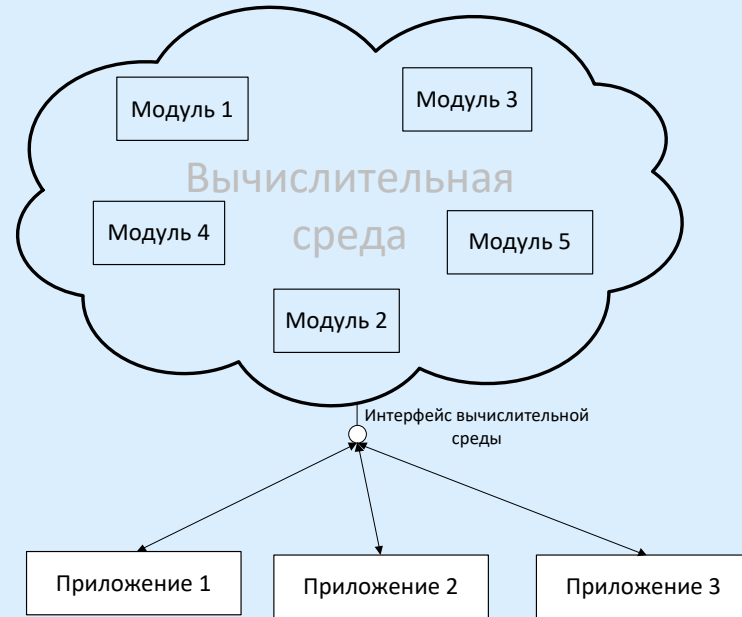 Модуль 1
Модуль 3
Вычислительная
среда
Модуль 4
Модуль 5
Модуль 2
Интерфейс вычислительной
среды
Приложение 1
Приложение 2
Приложение 3